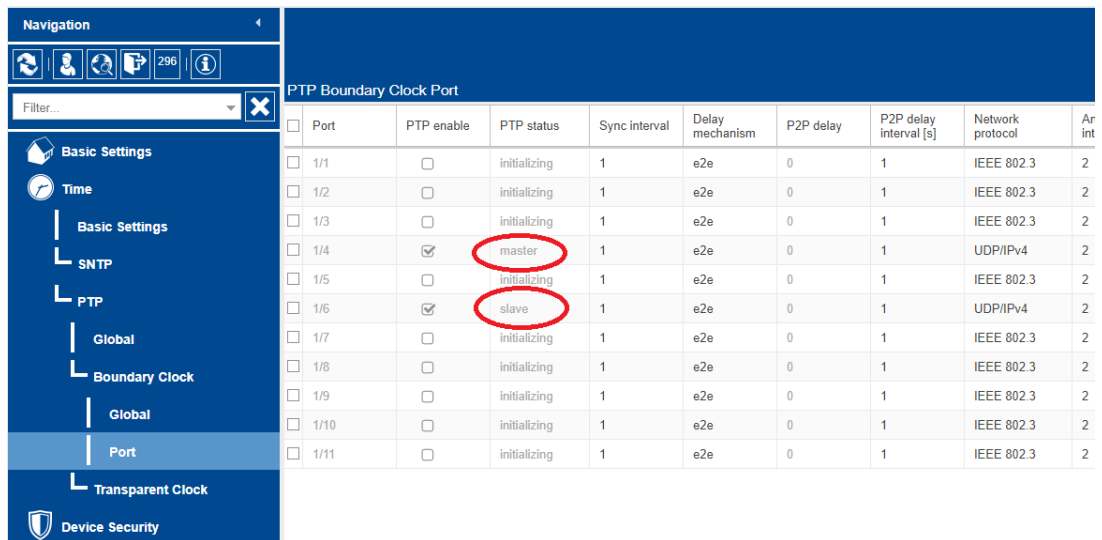 Navigation
296
Filter...
Basic Settings
Time
Basic Settings
SNTP
PTP
Global
Boundary Clock
Global
Port
Transparent Clock
Device Security
PTP Boundary Clock Port
Port PTP enable PTP status Sync interval Delay mechanism P2P delay P2P delay interval [s] Network protocol
1/1 initializing 1 e2e 0 1 IEEE 802.3 2
1/2 initializing 1 e2e 0 1 IEEE 802.3 2
1/3 initializing 1 e2e 0 1 IEEE 802.3 2
1/4 master 1 e2e 0 1 UDP/IPv4 2
1/5 initializing 1 e2e 0 1 IEEE 802.3 2
1/6 slave 1 e2e 0 1 UDP/IPv4 2
1/7 initializing 1 e2e 0 1 IEEE 802.3 2
1/8 initializing 1 e2e 0 1 IEEE 802.3 2
1/9 initializing 1 e2e 0 1 IEEE 802.3 2
1/10 initializing 1 e2e 0 1 IEEE 802.3 2
1/11 initializing 1 e2e 0 1 IEEE 802.3 2